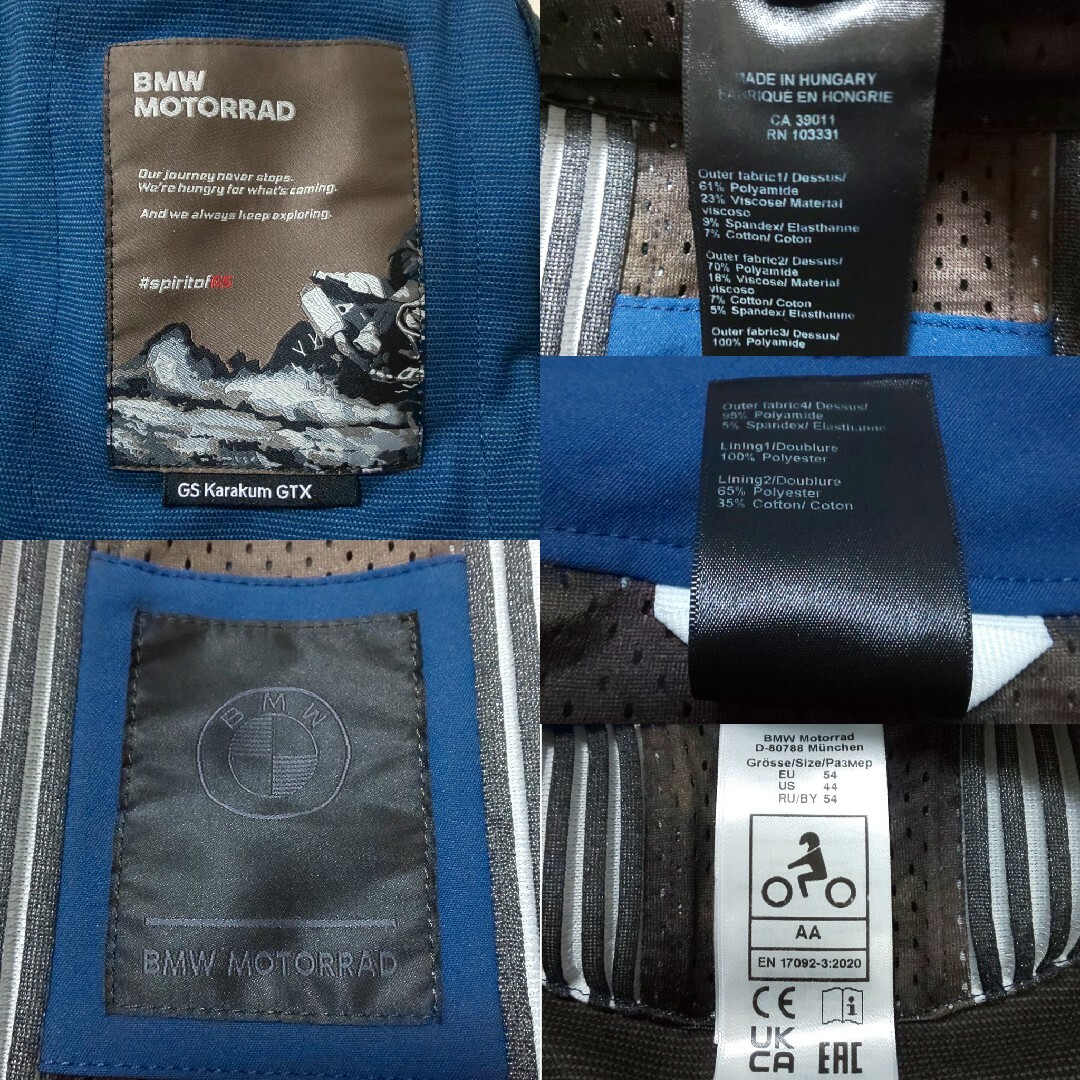 BMW
MOTORRAD
Our journey never stops.
We're hungry for what's coming.
And we always keep exploring.
#spiritofGS
GS Karakum GTX
MADE IN HUNGARY
FABRIQUÉ EN HONGRIE
CA 39011
RN 103331
Outer fabric1/ Dessus/
61% Polyamide
23% Viscose/ Material
viscoso
9% Spandex/ Elasthanne
7% Cotton/ Coton
Outer fabric2/ Dessus/
70% Polyamide
18% Viscose/ Material
viscoso
7% Cotton/ Coton
5% Spandex/ Elasthanne
Outer fabric3/ Dessus/
100% Polyamide
Outer fabric4/ Dessus/
95% Polyamide
5% Spandex/ Elasthanne
Lining1/Doublure
100% Polyester
Lining2/Doublure
65% Polyester
35% Cotton/ Coton
BMW
BMW MOTORRAD
BMW Motorrad
D-80788 München
Grösse/Size/Размер
EU 54
US 44
RU/BY 54
AA
EN 17092-3:2020
CE
i
UK
CA
EAC